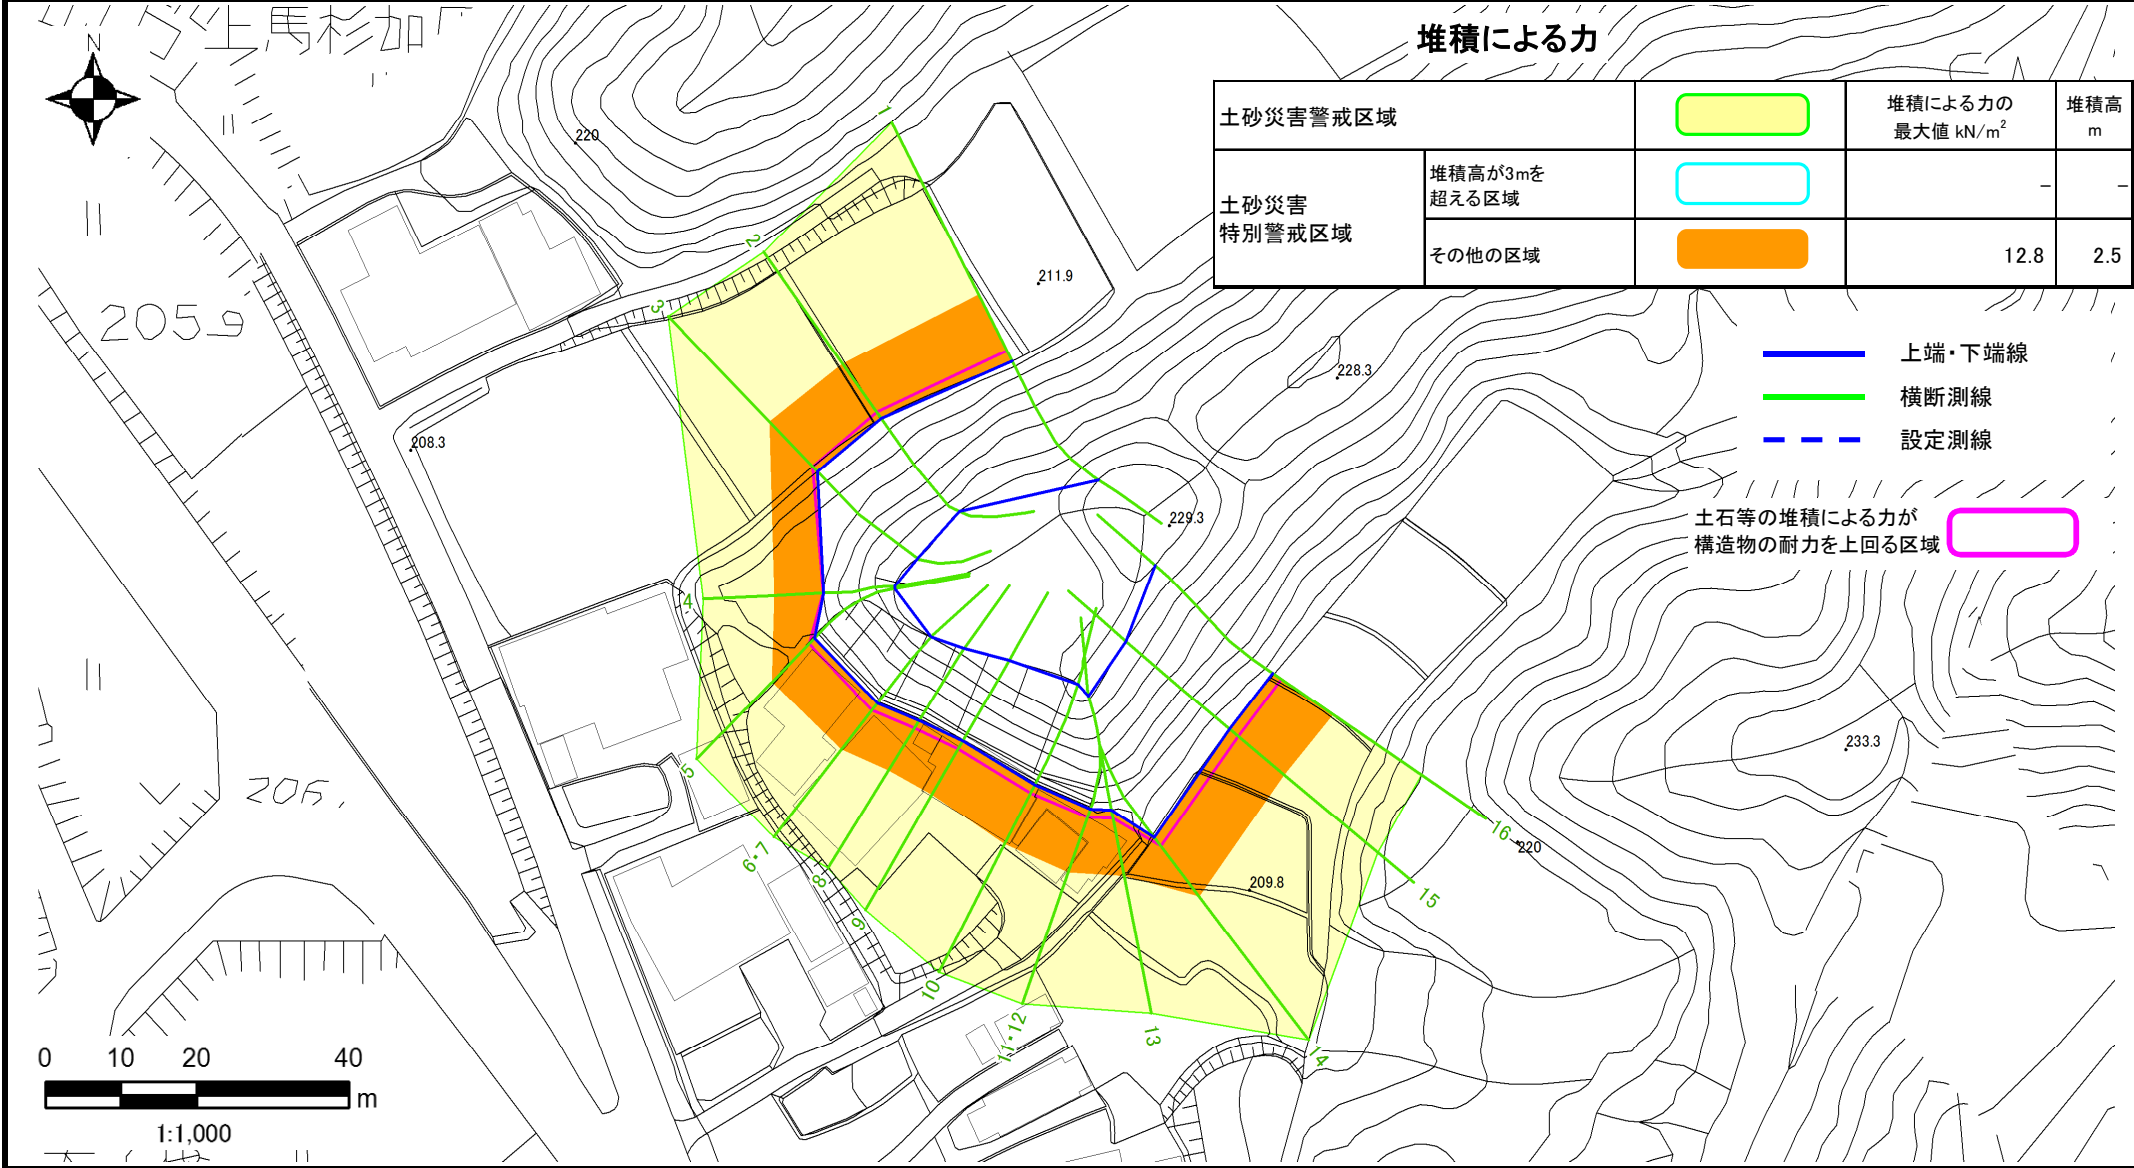 上馬杉加
N
堆積による力
土砂災害警戒区域
堆積による力の
最大値 kN/m²
堆積高
m
土砂災害
特別警戒区域
堆積高が3mを
超える区域
－
－
その他の区域
12.8
2.5
上端・下端線
横断測線
設定測線
土石等の堆積による力が
構造物の耐力を上回る区域
220
211.9
205.9
208.3
228.3
229.3
233.3
220
209.8
206.
1
2
3
4
5
6・7
8
9
10
11・12
13
14
15
16
0 10 20 40
m
1:1,000